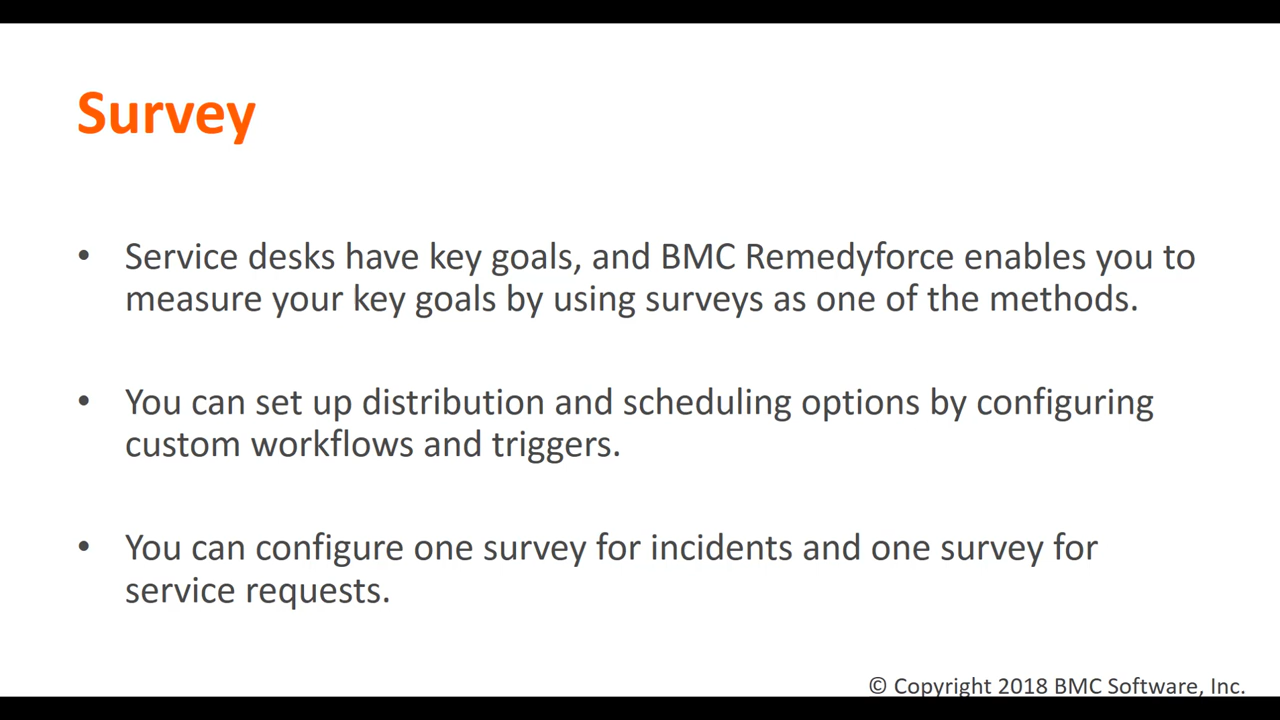 Survey
• Service desks have key goals, and BMC Remedyforce enables you to
measure your key goals by using surveys as one of the methods.
• You can set up distribution and scheduling options by configuring
custom workflows and triggers.
• You can configure one survey for incidents and one survey for
service requests.
© Copyright 2018 BMC Software, Inc.